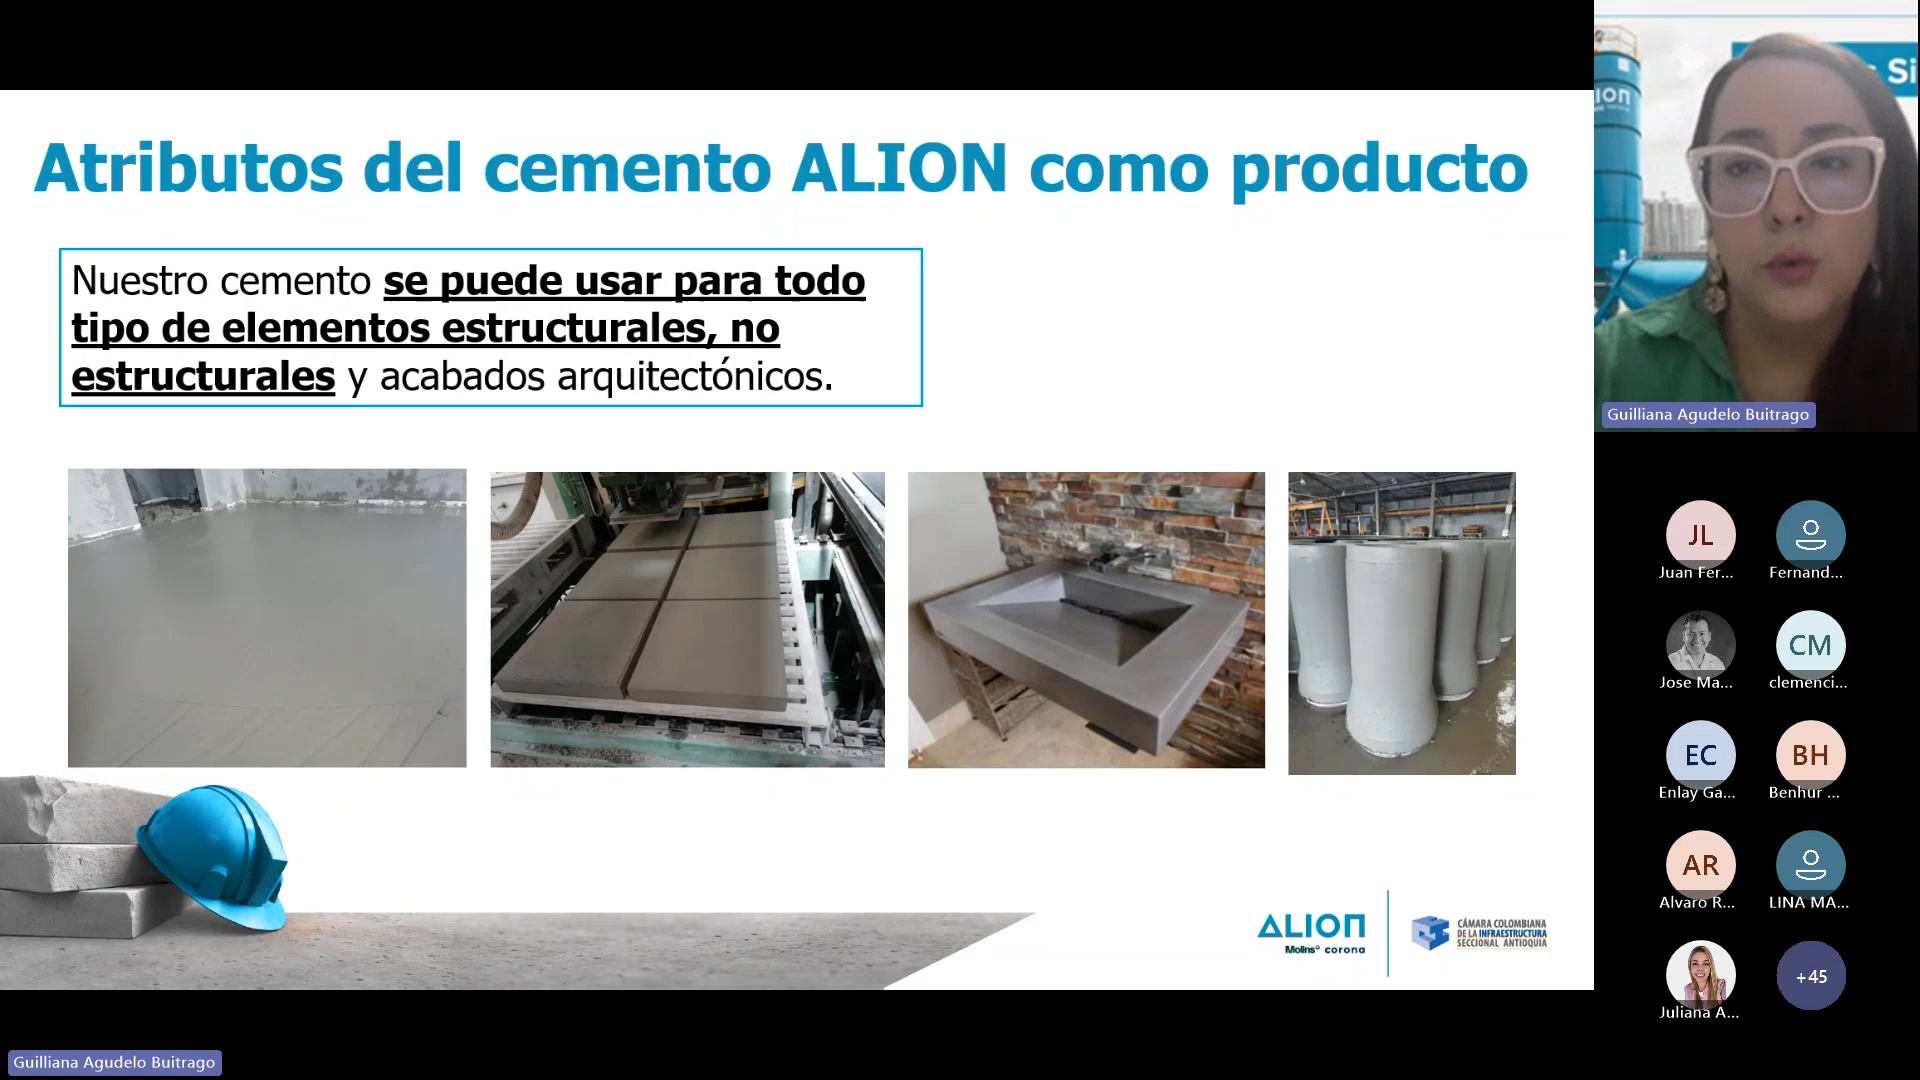 Atributos del cemento ALION como producto
Nuestro cemento se puede usar para todo
tipo de elementos estructurales, no
estructurales y acabados arquitectónicos.
ALION
Molins corona
CÁMARA COLOMBIANA
DE LA INFRAESTRUCTURA
SECCIONAL ANTIOQUIA
Si
ION
Guilliana Agudelo Buitrago
JL
Juan Fer...
Fernand...
Jose Ma...
CM
clemenci...
EC
Enlay Ga...
BH
Benhur ...
AR
Alvaro R...
LINA MA...
Juliana A...
+45
Guilliana Agudelo Buitrago